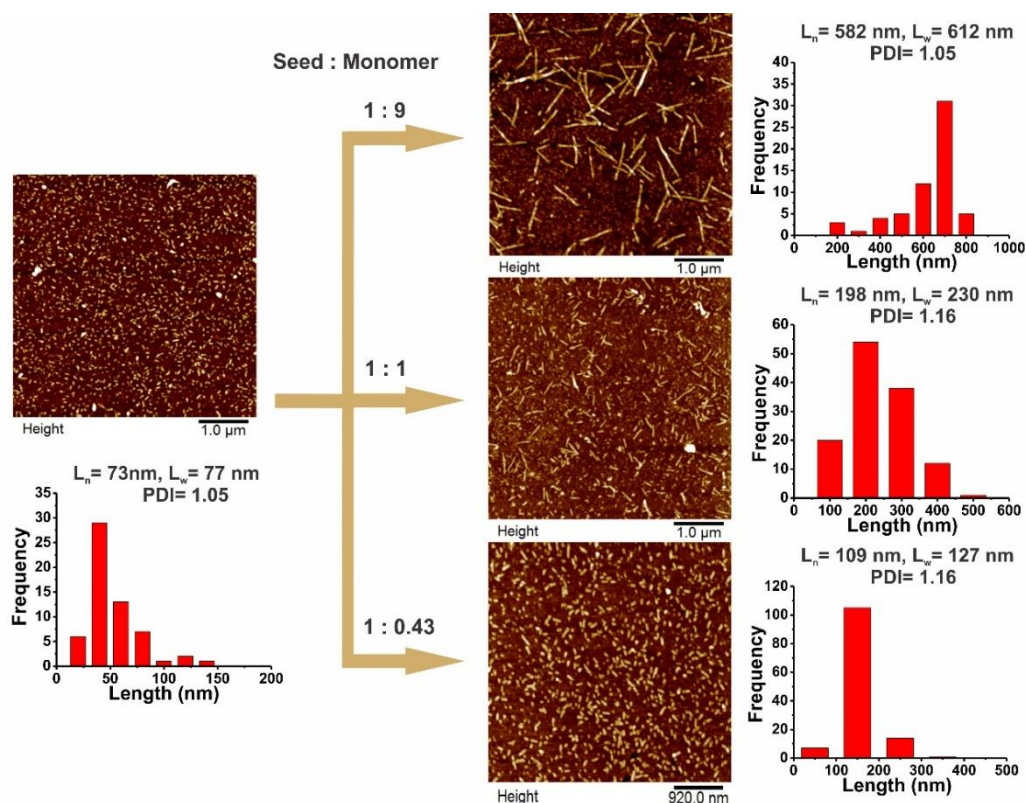 Seed : Monomer
1 : 9
1 : 1
1 : 0.43
Height
1.0 µm
Lₙ= 73nm, L_w= 77 nm
PDI= 1.05
35
30
25
20
15
10
5
0
Frequency
0 50 100 150 200
Length (nm)
Height
1.0 µm
Lₙ= 582 nm, L_w= 612 nm
PDI= 1.05
40
35
30
25
20
15
10
5
0
Frequency
0 200 400 600 800 1000
Length (nm)
Height
1.0 µm
Lₙ= 198 nm, L_w= 230 nm
PDI= 1.16
60
50
40
30
20
10
0
Frequency
100 200 300 400 500 600
Length (nm)
Height
920.0 nm
Lₙ= 109 nm, L_w= 127 nm
PDI= 1.16
120
100
80
60
40
20
0
Frequency
0 100 200 300 400 500
Length (nm)